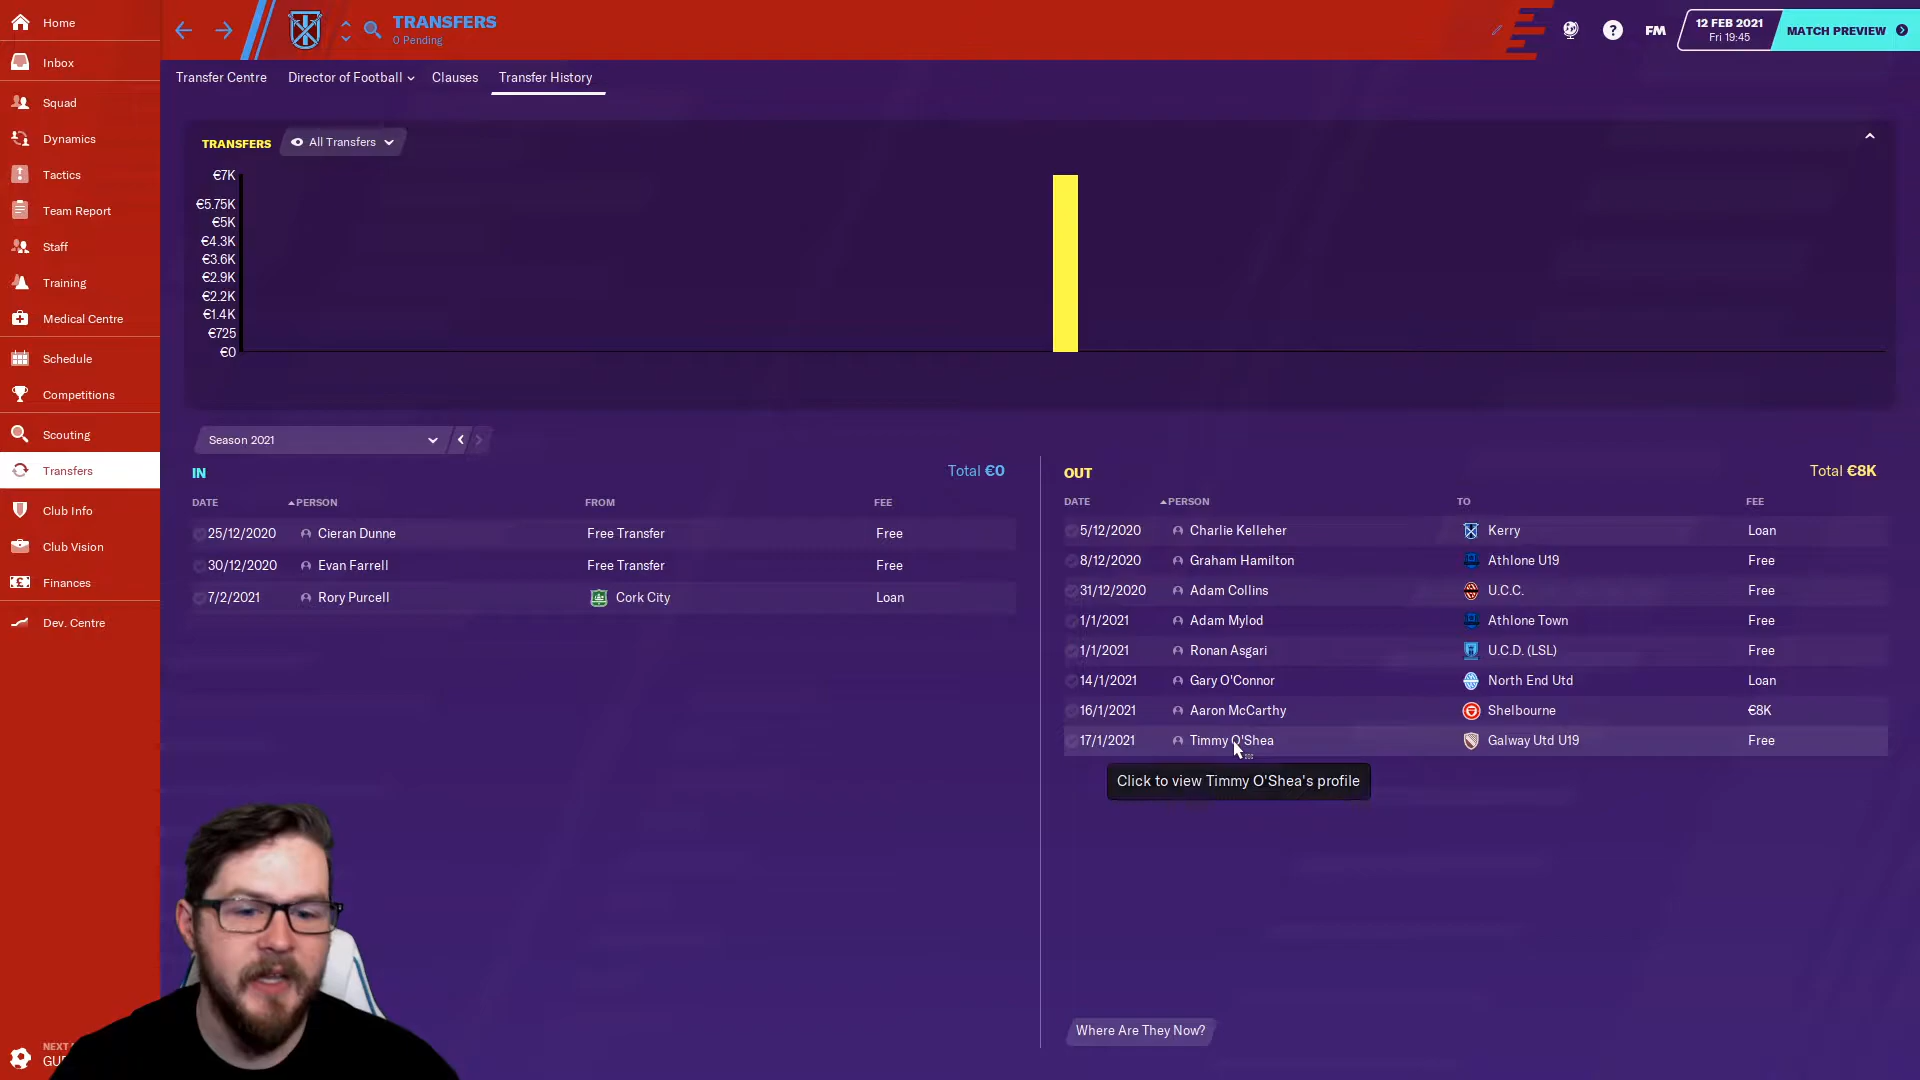 Home
Inbox
Squad
Dynamics
Tactics
Team Report
Staff
Training
Medical Centre
Schedule
Competitions
Scouting
Transfers
Club Info
Club Vision
Finances
Dev. Centre
NEXT
TRANSFERS
0 Pending
FM
12 FEB 2021
Fri 19:45
MATCH PREVIEW
Transfer Centre
Director of Football
Clauses
Transfer History
TRANSFERS
All Transfers
€7K
€5.75K
€5K
€4.3K
€3.6K
€2.9K
€2.2K
€1.4K
€725
€0
Season 2021
IN
Total €0
DATE PERSON FROM FEE
25/12/2020 Cieran Dunne Free Transfer Free
30/12/2020 Evan Farrell Free Transfer Free
7/2/2021 Rory Purcell Cork City Loan
OUT
Total €8K
DATE PERSON TO FEE
5/12/2020 Charlie Kelleher Kerry Loan
8/12/2020 Graham Hamilton Athlone U19 Free
31/12/2020 Adam Collins U.C.C. Free
1/1/2021 Adam Mylod Athlone Town Free
1/1/2021 Ronan Asgari U.C.D. (LSL) Free
14/1/2021 Gary O'Connor North End Utd Loan
16/1/2021 Aaron McCarthy Shelbourne €8K
17/1/2021 Timmy O'Shea Galway Utd U19 Free
Click to view Timmy O'Shea's profile
Where Are They Now?